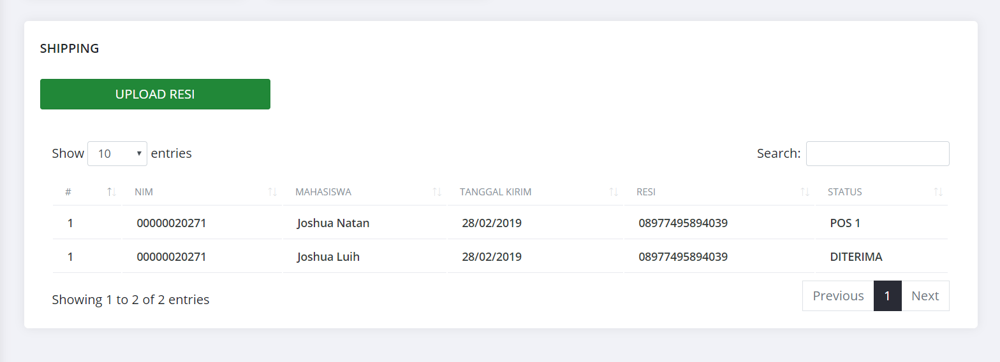 SHIPPING
UPLOAD RESI
Show 10 entries Search:
# NIM MAHASISWA TANGGAL KIRIM RESI STATUS
1 00000020271 Joshua Natan 28/02/2019 08977495894039 POS 1
1 00000020271 Joshua Luih 28/02/2019 08977495894039 DITERIMA
Showing 1 to 2 of 2 entries Previous 1 Next